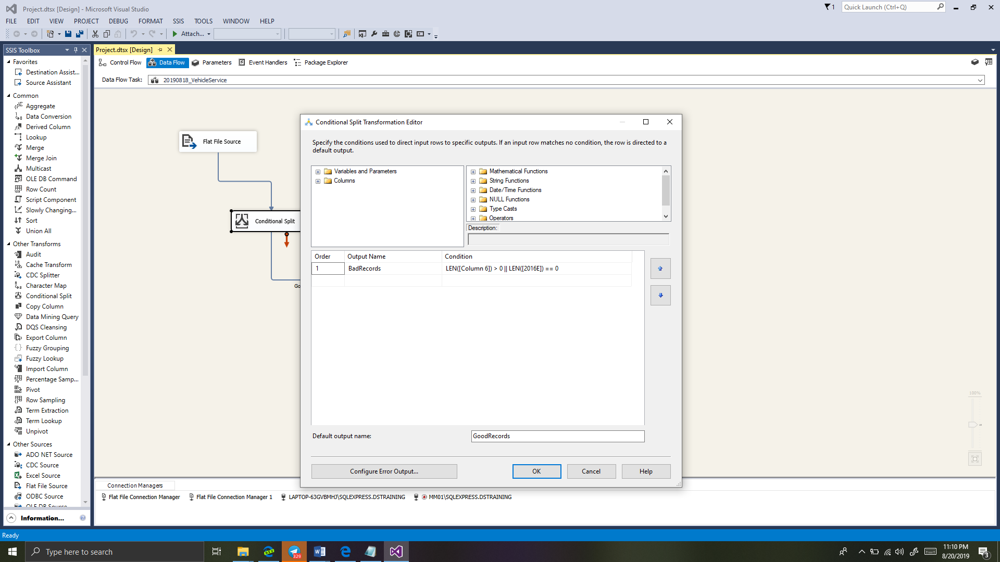 Project.dtsx [Design] - Microsoft Visual Studio
1
Quick Launch (Ctrl+Q)
FILE EDIT VIEW PROJECT DEBUG FORMAT SSIS TOOLS WINDOW HELP
Attach...
SSIS Toolbox
Project.dtsx [Design]
Control Flow Data Flow Parameters Event Handlers Package Explorer
Data Flow Task: 20190818_VehicleService
Favorites
Destination Assist...
Source Assistant
Common
Aggregate
Data Conversion
Derived Column
Lookup
Merge
Merge Join
Multicast
OLE DB Command
Row Count
Script Component
Slowly Changing...
Sort
Union All
Other Transforms
Audit
Cache Transform
CDC Splitter
Character Map
Conditional Split
Copy Column
Data Mining Query
DQS Cleansing
Export Column
Fuzzy Grouping
Fuzzy Lookup
Import Column
Percentage Samp...
Pivot
Row Sampling
Term Extraction
Term Lookup
Unpivot
Other Sources
ADO NET Source
CDC Source
Excel Source
Flat File Source
ODBC Source
OLE DB Source
Information...
Flat File Source
Conditional Split
Go
Conditional Split Transformation Editor
Specify the conditions used to direct input rows to specific outputs. If an input row matches no condition, the row is directed to a
default output.
Variables and Parameters
Columns
Mathematical Functions
String Functions
Date/Time Functions
NULL Functions
Type Casts
Operators
Description:
Order Output Name Condition
1 BadRecords LEN([Column 6]) > 0 || LEN([2016E]) == 0
Default output name: GoodRecords
Configure Error Output... OK Cancel Help
100%
Connection Managers
Flat File Connection Manager Flat File Connection Manager 1 LAPTOP-63GVBMHJ\SQLEXPRESS.DSTRAINING MM01\SQLEXPRESS.DSTRAINING
Ready
Type here to search
329
11:10 PM
8/20/2019
3